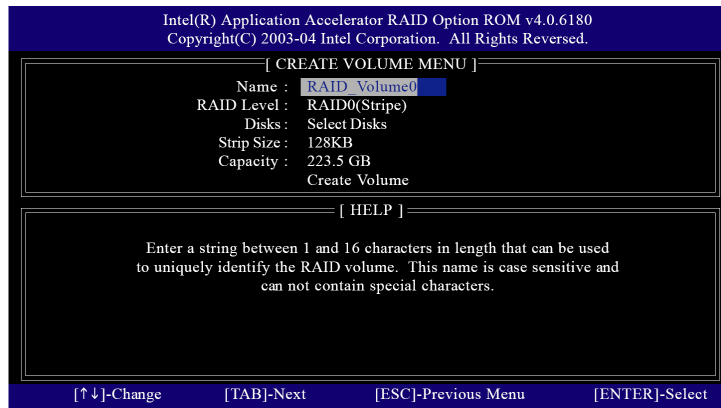 Intel(R) Application Accelerator RAID Option ROM v4.0.6180
Copyright(C) 2003-04 Intel Corporation. All Rights Reversed.
[ CREATE VOLUME MENU ]
Name : RAID_Volume0
RAID Level : RAID0(Stripe)
Disks : Select Disks
Strip Size : 128KB
Capacity : 223.5 GB
Create Volume
[ HELP ]
Enter a string between 1 and 16 characters in length that can be used
to uniquely identify the RAID volume. This name is case sensitive and
can not contain special characters.
[↑↓]-Change [TAB]-Next [ESC]-Previous Menu [ENTER]-Select